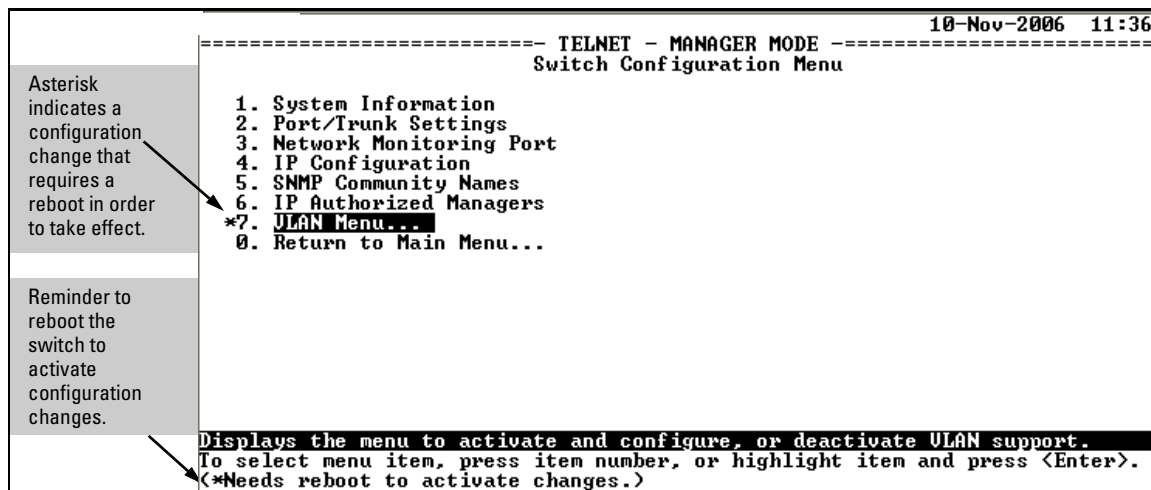 10-Nov-2006 11:36
===========================- TELNET - MANAGER MODE -=========================
Switch Configuration Menu
Asterisk
indicates a
configuration
change that
requires a
reboot in order
to take effect.
1. System Information
2. Port/Trunk Settings
3. Network Monitoring Port
4. IP Configuration
5. SNMP Community Names
6. IP Authorized Managers
*7. VLAN Menu...
0. Return to Main Menu...
Reminder to
reboot the
switch to
activate
configuration
changes.
Displays the menu to activate and configure, or deactivate VLAN support.
To select menu item, press item number, or highlight item and press <Enter>.
(*Needs reboot to activate changes.)